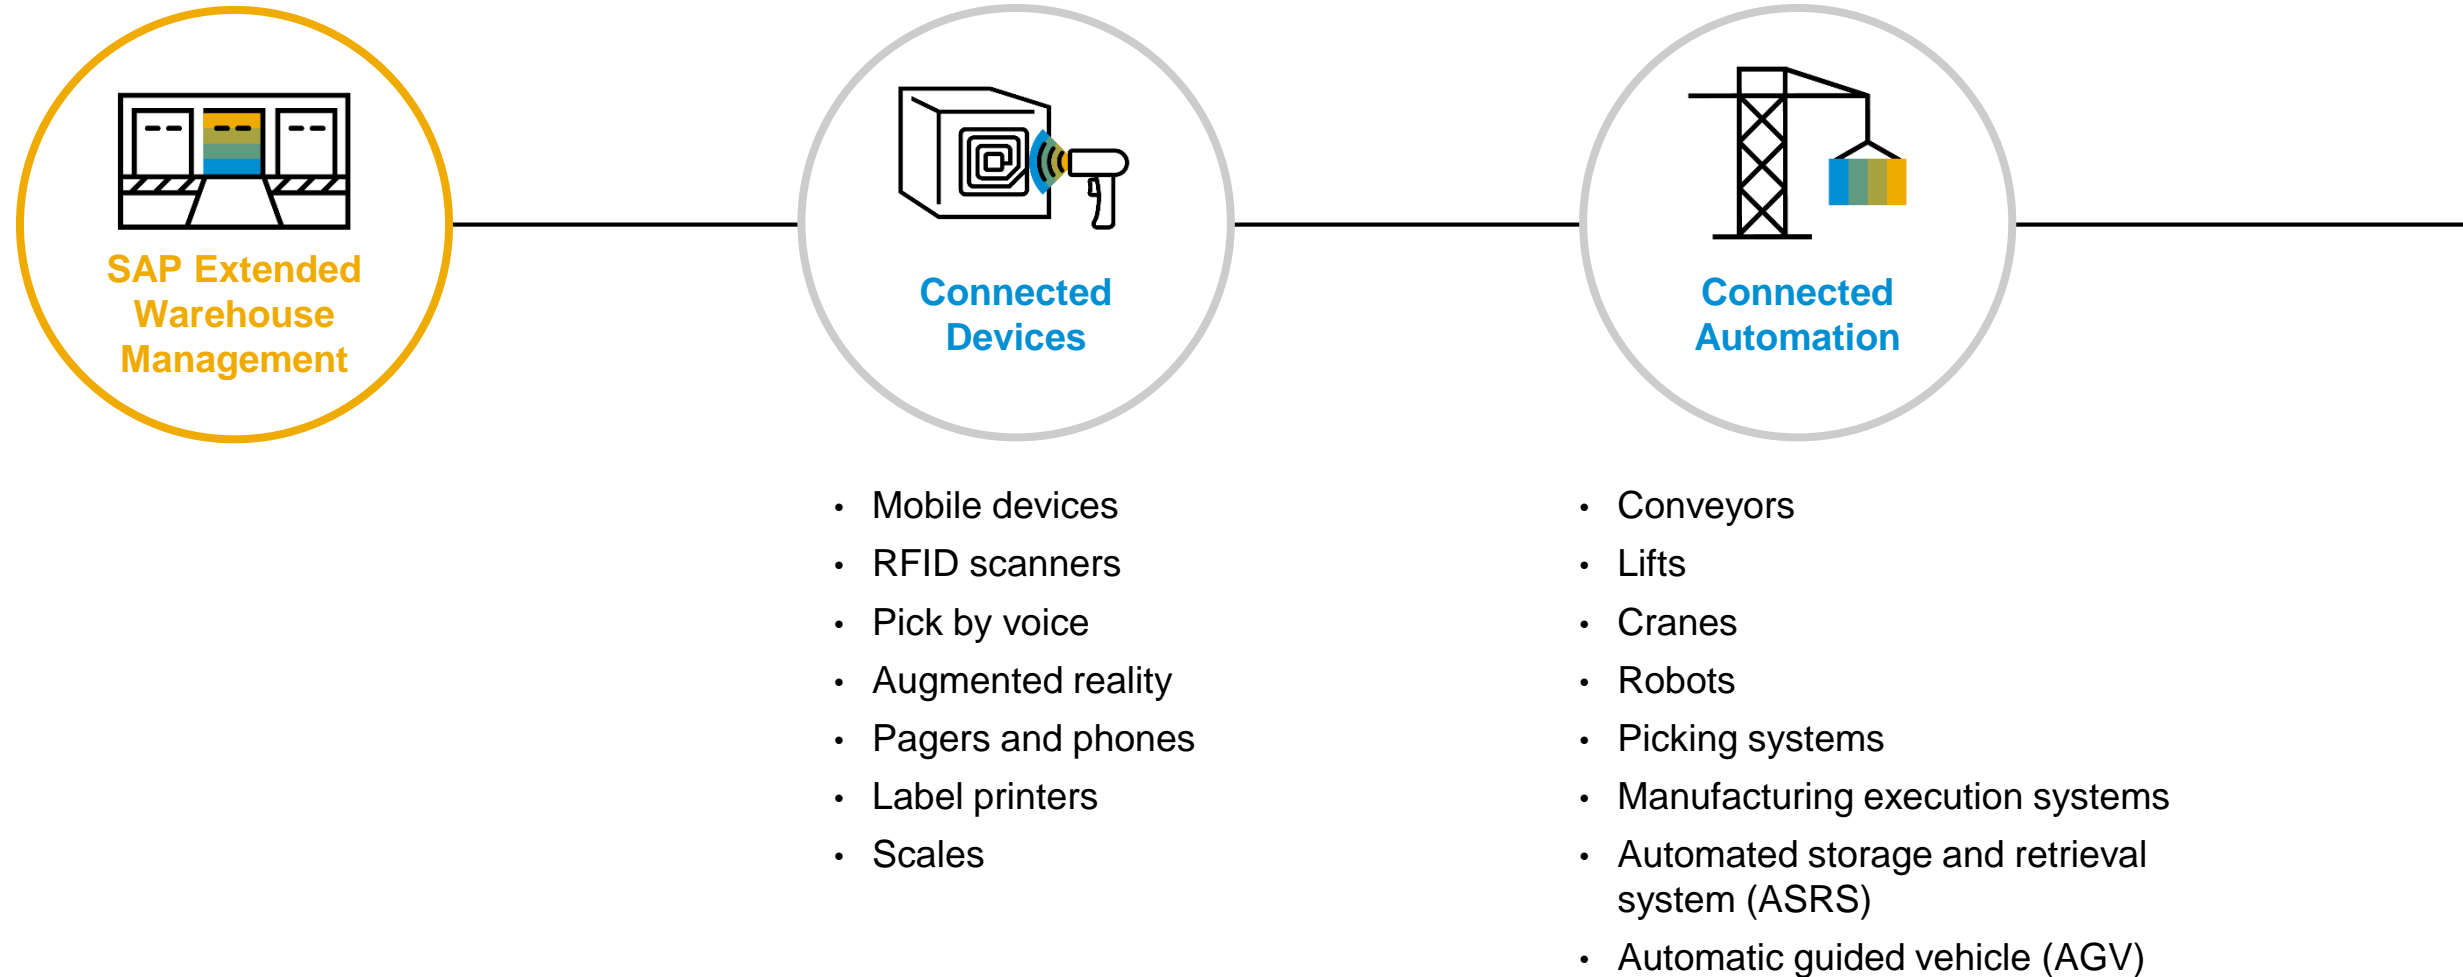 SAP Extended
Warehouse
Management
Connected
Devices
• Mobile devices
• RFID scanners
• Pick by voice
• Augmented reality
• Pagers and phones
• Label printers
• Scales
Connected
Automation
• Conveyors
• Lifts
• Cranes
• Robots
• Picking systems
• Manufacturing execution systems
• Automated storage and retrieval
system (ASRS)
• Automatic guided vehicle (AGV)